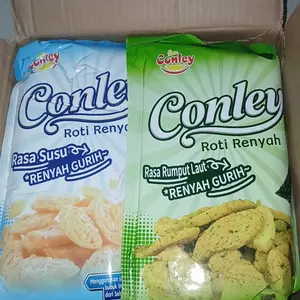 Conley
Conley
Roti Renyah
Rasa Susu
RENYAH GURIH
Conley
Conley
Roti Renyah
Rasa Rumput Laut
RENYAH GURIH